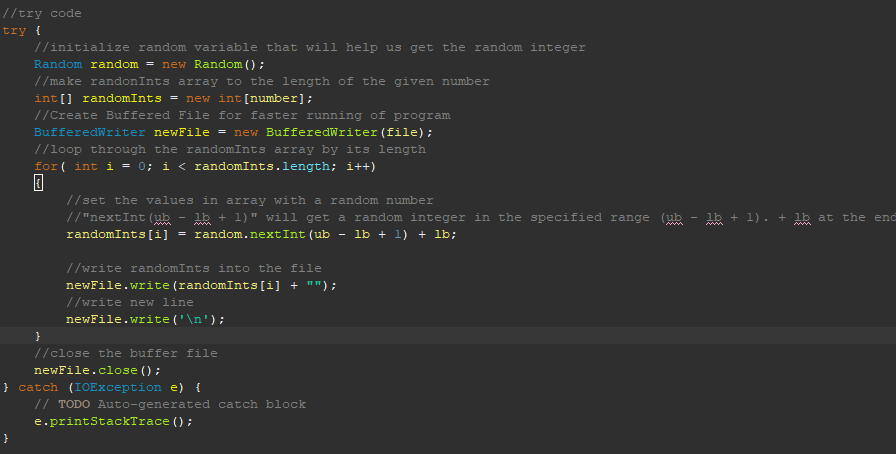 //try code
try {
    //initialize random variable that will help us get the random integer
    Random random = new Random();
    //make randonInts array to the length of the given number
    int[] randomInts = new int[number];
    //Create Buffered File for faster running of program
    BufferedWriter newFile = new BufferedWriter(file);
    //loop through the randomInts array by its length
    for( int i = 0; i < randomInts.length; i++)
    {
        //set the values in array with a random number
        //"nextInt(ub - lb + 1)" will get a random integer in the specified range (ub - lb + 1). + lb at the end
        randomInts[i] = random.nextInt(ub - lb + 1) + lb;

        //write randomInts into the file
        newFile.write(randomInts[i] + "");
        //write new line
        newFile.write('\n');
    }
    //close the buffer file
    newFile.close();
} catch (IOException e) {
    // TODO Auto-generated catch block
    e.printStackTrace();
}